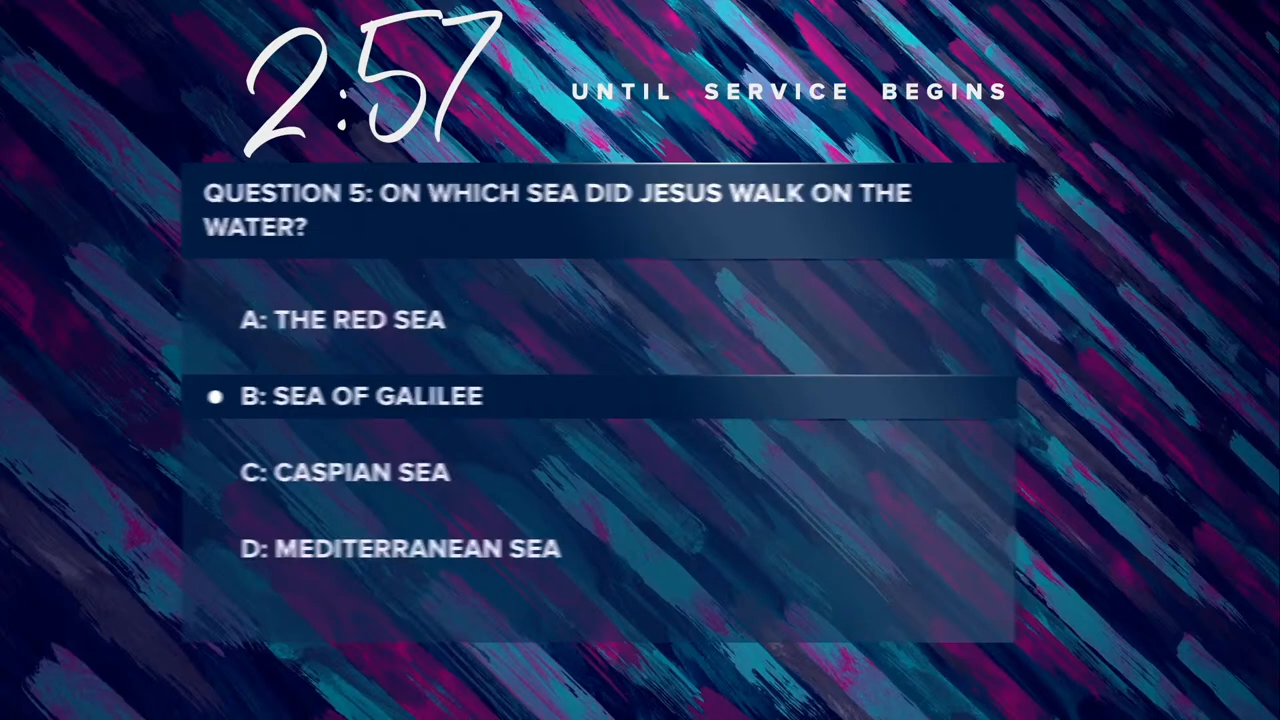 2:57
UNTIL SERVICE BEGINS
QUESTION 5: ON WHICH SEA DID JESUS WALK ON THE
WATER?
A: THE RED SEA
B: SEA OF GALILEE
C: CASPIAN SEA
D: MEDITERRANEAN SEA